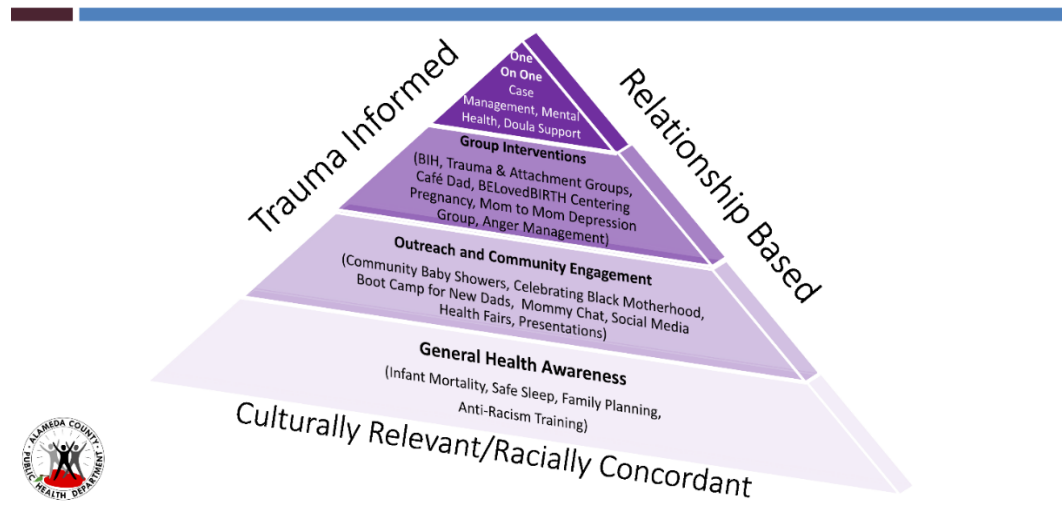 Trauma Informed
Relationship Based
One
On One
Case
Management, Mental
Health, Doula Support
Group Interventions
(BIH, Trauma & Attachment Groups,
Café Dad, BELovedBIRTH Centering
Pregnancy, Mom to Mom Depression
Group, Anger Management)
Outreach and Community Engagement
(Community Baby Showers, Celebrating Black Motherhood,
Boot Camp for New Dads, Mommy Chat, Social Media
Health Fairs, Presentations)
General Health Awareness
(Infant Mortality, Safe Sleep, Family Planning,
Anti-Racism Training)
Culturally Relevant/Racially Concordant
ALAMEDA COUNTY
PUBLIC HEALTH DEPARTMENT